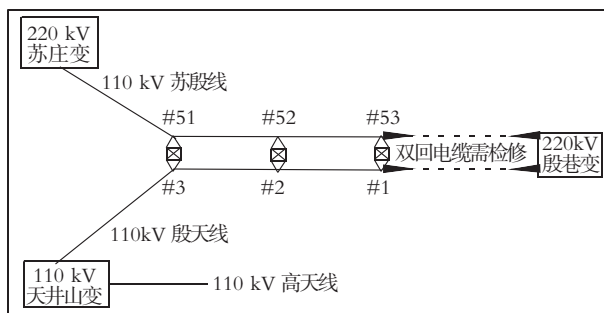 220 kV
苏庄变
110 kV 苏殷线
#51
#52
#53
双回电缆需检修
220kV
殷巷变
#3
#2
#1
110kV 殷天线
110 kV
天井山变
110 kV 高天线